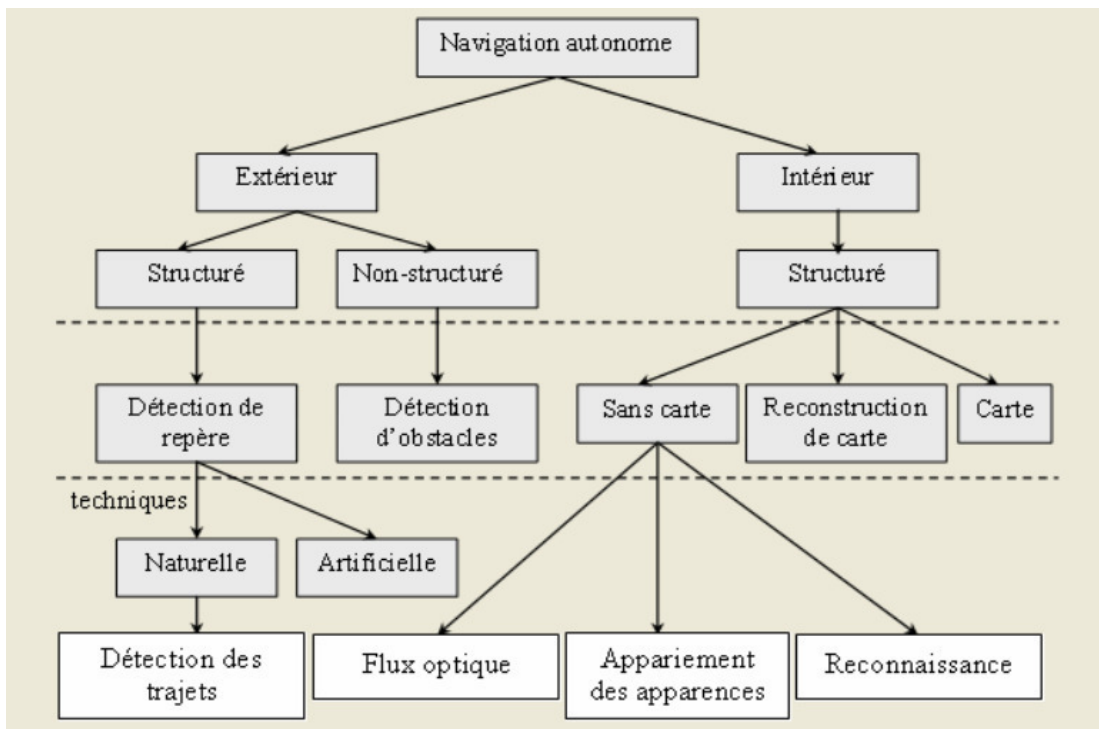 Navigation autonome
Extérieur
Intérieur
Structuré
Non-structuré
Structuré
Détection de
repère
Détection
d'obstacles
Sans carte
Reconstruction
de carte
Carte
techniques
Naturelle
Artificielle
Détection des
trajets
Flux optique
Appariement
des apparences
Reconnaissance